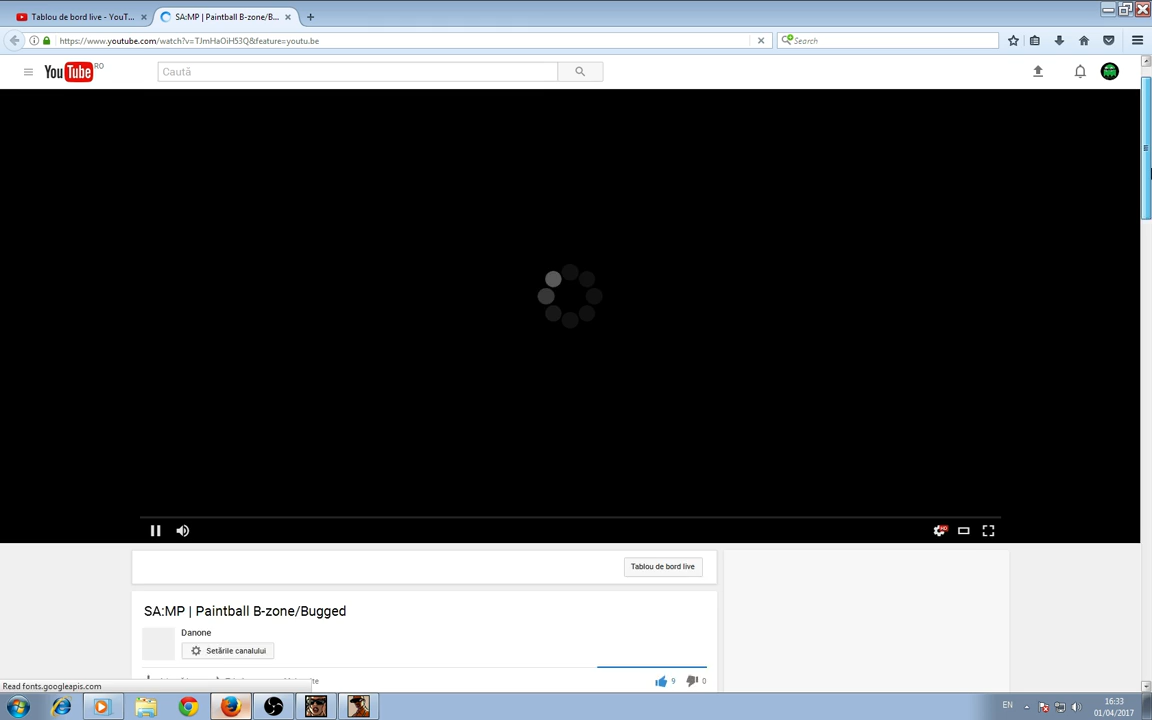 Tablou de bord live - YouT...
SA:MP | Paintball B-zone/B...
https://www.youtube.com/watch?v=TJmHaOiH53Q&feature=youtu.be
Search
YouTube RO
Caută
Tablou de bord live
SA:MP | Paintball B-zone/Bugged
Danone
Setările canalului
9
0
Read fonts.googleapis.com
EN
16:33
01/04/2017